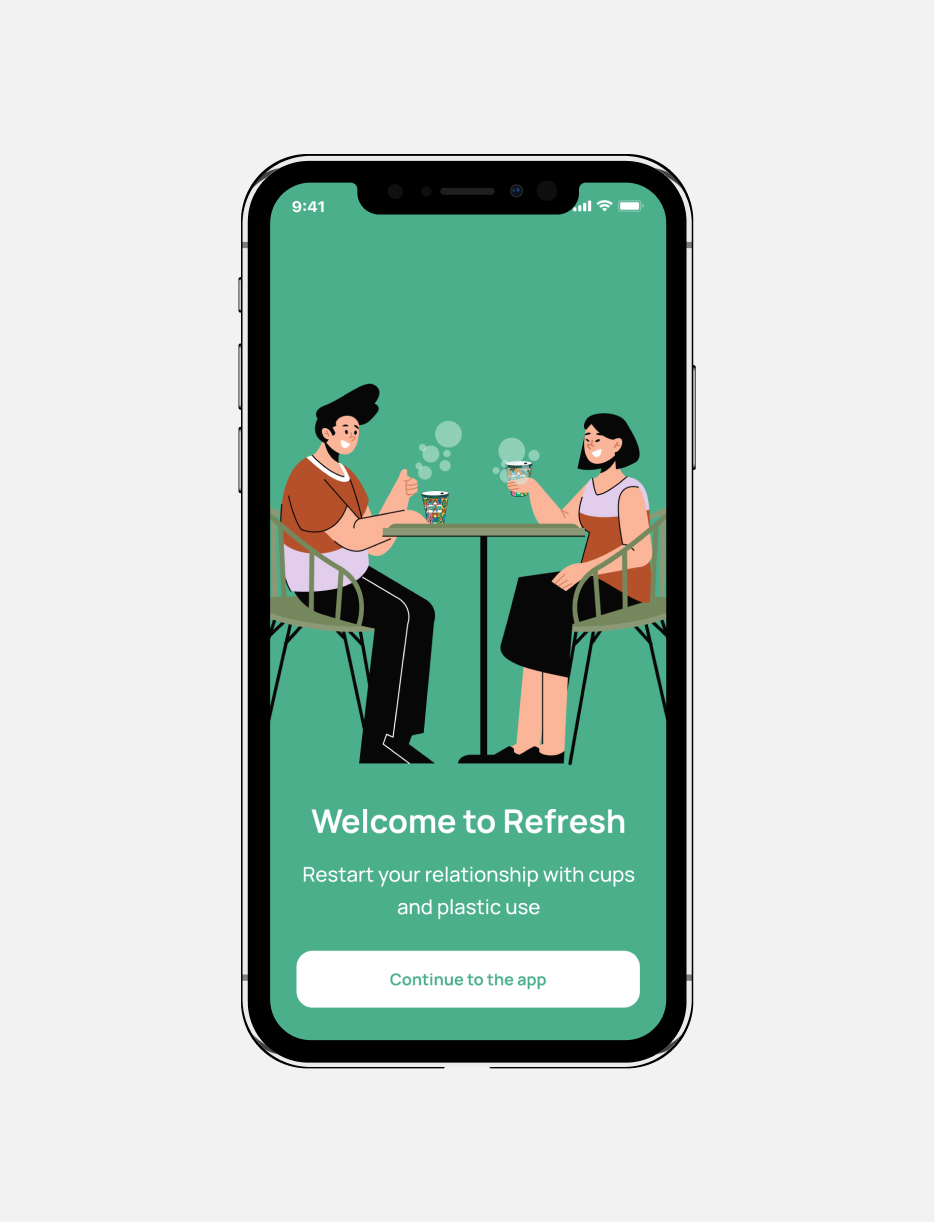 9:41
Welcome to Refresh
Restart your relationship with cups
and plastic use
Continue to the app